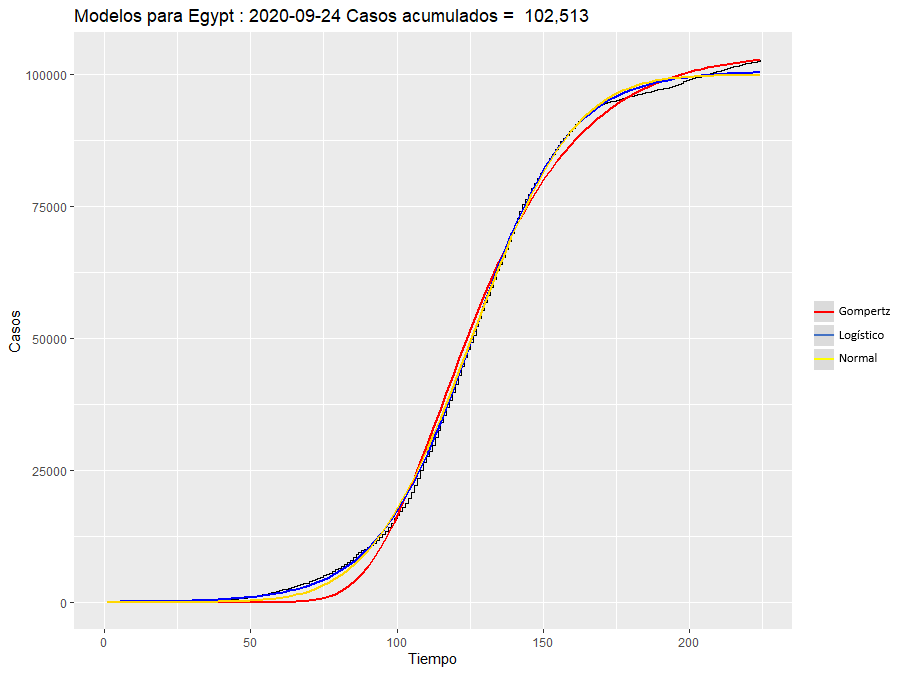 Modelos para Egypt : 2020-09-24 Casos acumulados =  102,513
100000
75000
50000
25000
0
Casos
0 50 100 150 200
Tiempo
Gompertz
Logístico
Normal